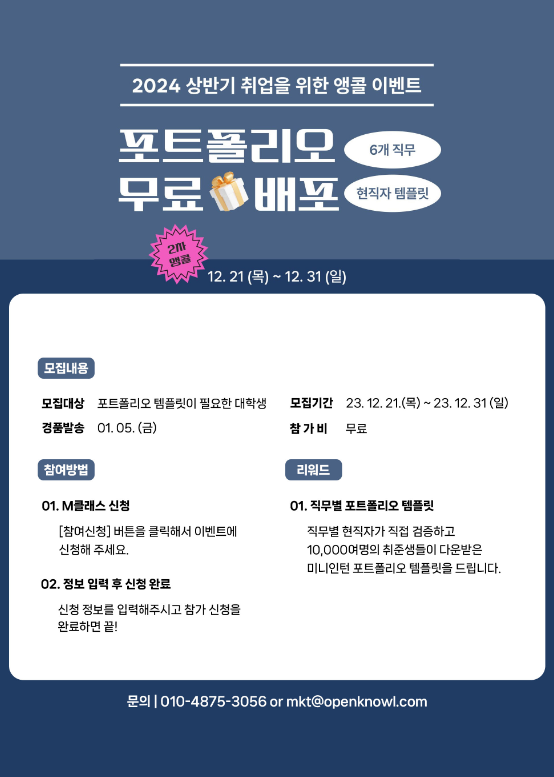 2024 상반기 취업을 위한 앵콜 이벤트
포트폴리오
6개 직무
무료 배포
현직자 템플릿
2차
앵콜
12. 21 (목) ~ 12. 31 (일)
모집내용
모집대상 포트폴리오 템플릿이 필요한 대학생
모집기간 23. 12. 21.(목) ~ 23. 12. 31 (일)
경품발송 01. 05. (금)
참 가 비 무료
참여방법
01. M클래스 신청
[참여신청] 버튼을 클릭해서 이벤트에
신청해 주세요.
02. 정보 입력 후 신청 완료
신청 정보를 입력해주시고 참가 신청을
완료하면 끝!
리워드
01. 직무별 포트폴리오 템플릿
직무별 현직자가 직접 검증하고
10,000여명의 취준생들이 다운받은
미니인턴 포트폴리오 템플릿을 드립니다.
문의 | 010-4875-3056 or mkt@openknowl.com